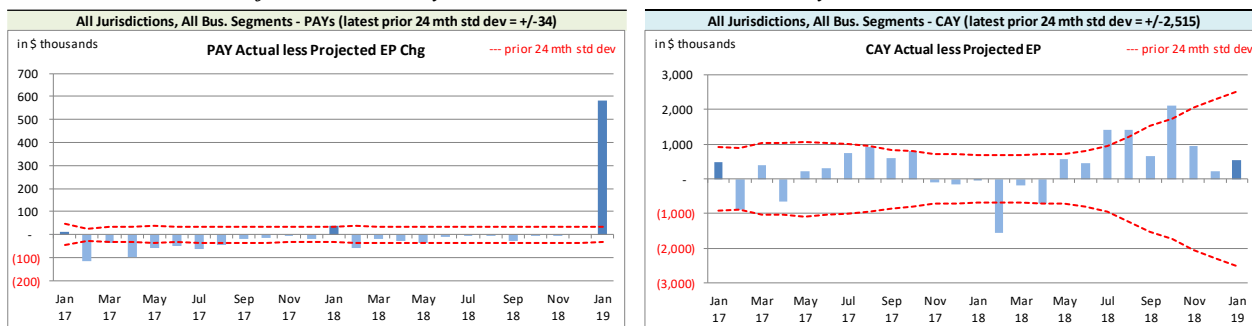 All Jurisdictions, All Bus. Segments - PAYs (latest prior 24 mth std dev = +/-34)
in $ thousands
PAY Actual less Projected EP Chg
--- prior 24 mth std dev
700
600
500
400
300
200
100
-
(100)
(200)
Jan Mar May Jul Sep Nov Jan Mar May Jul Sep Nov Jan
17 17 17 17 17 17 18 18 18 18 18 18 19
All Jurisdictions, All Bus. Segments - CAY (latest prior 24 mth std dev = +/-2,515)
in $ thousands
CAY Actual less Projected EP
--- prior 24 mth std dev
3,000
2,000
1,000
-
(1,000)
(2,000)
(3,000)
Jan Mar May Jul Sep Nov Jan Mar May Jul Sep Nov Jan
17 17 17 17 17 17 18 18 18 18 18 18 19